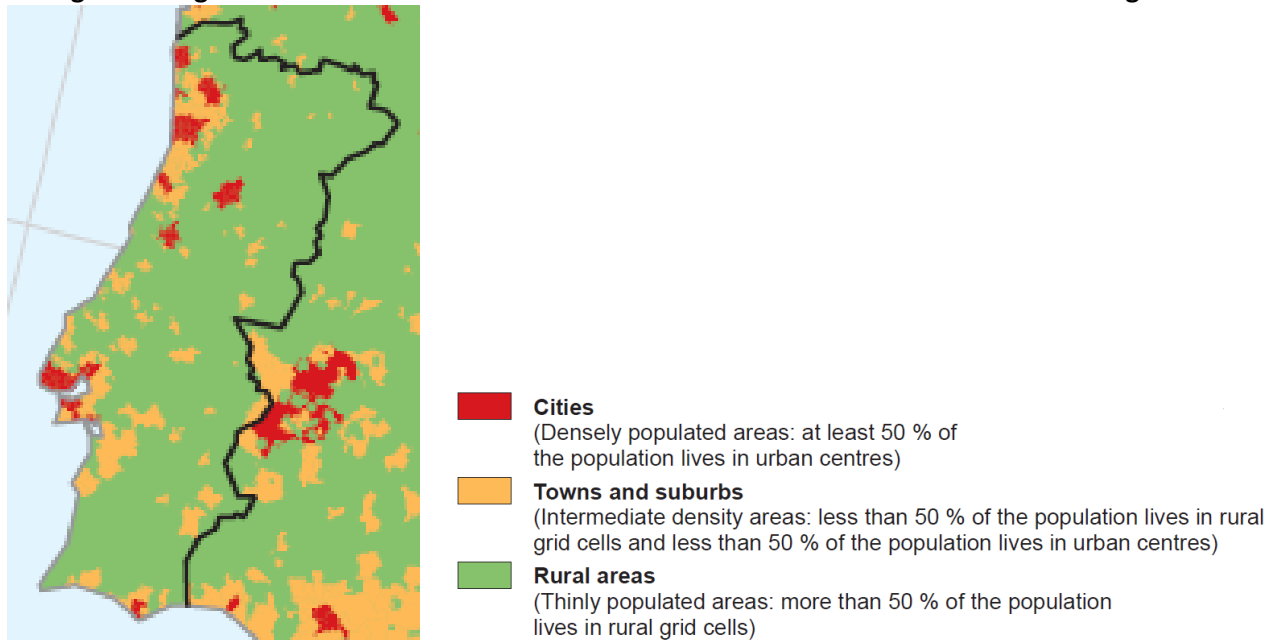 Cities
(Densely populated areas: at least 50 % of
the population lives in urban centres)
Towns and suburbs
(Intermediate density areas: less than 50 % of the population lives in rural
grid cells and less than 50 % of the population lives in urban centres)
Rural areas
(Thinly populated areas: more than 50 % of the population
lives in rural grid cells)